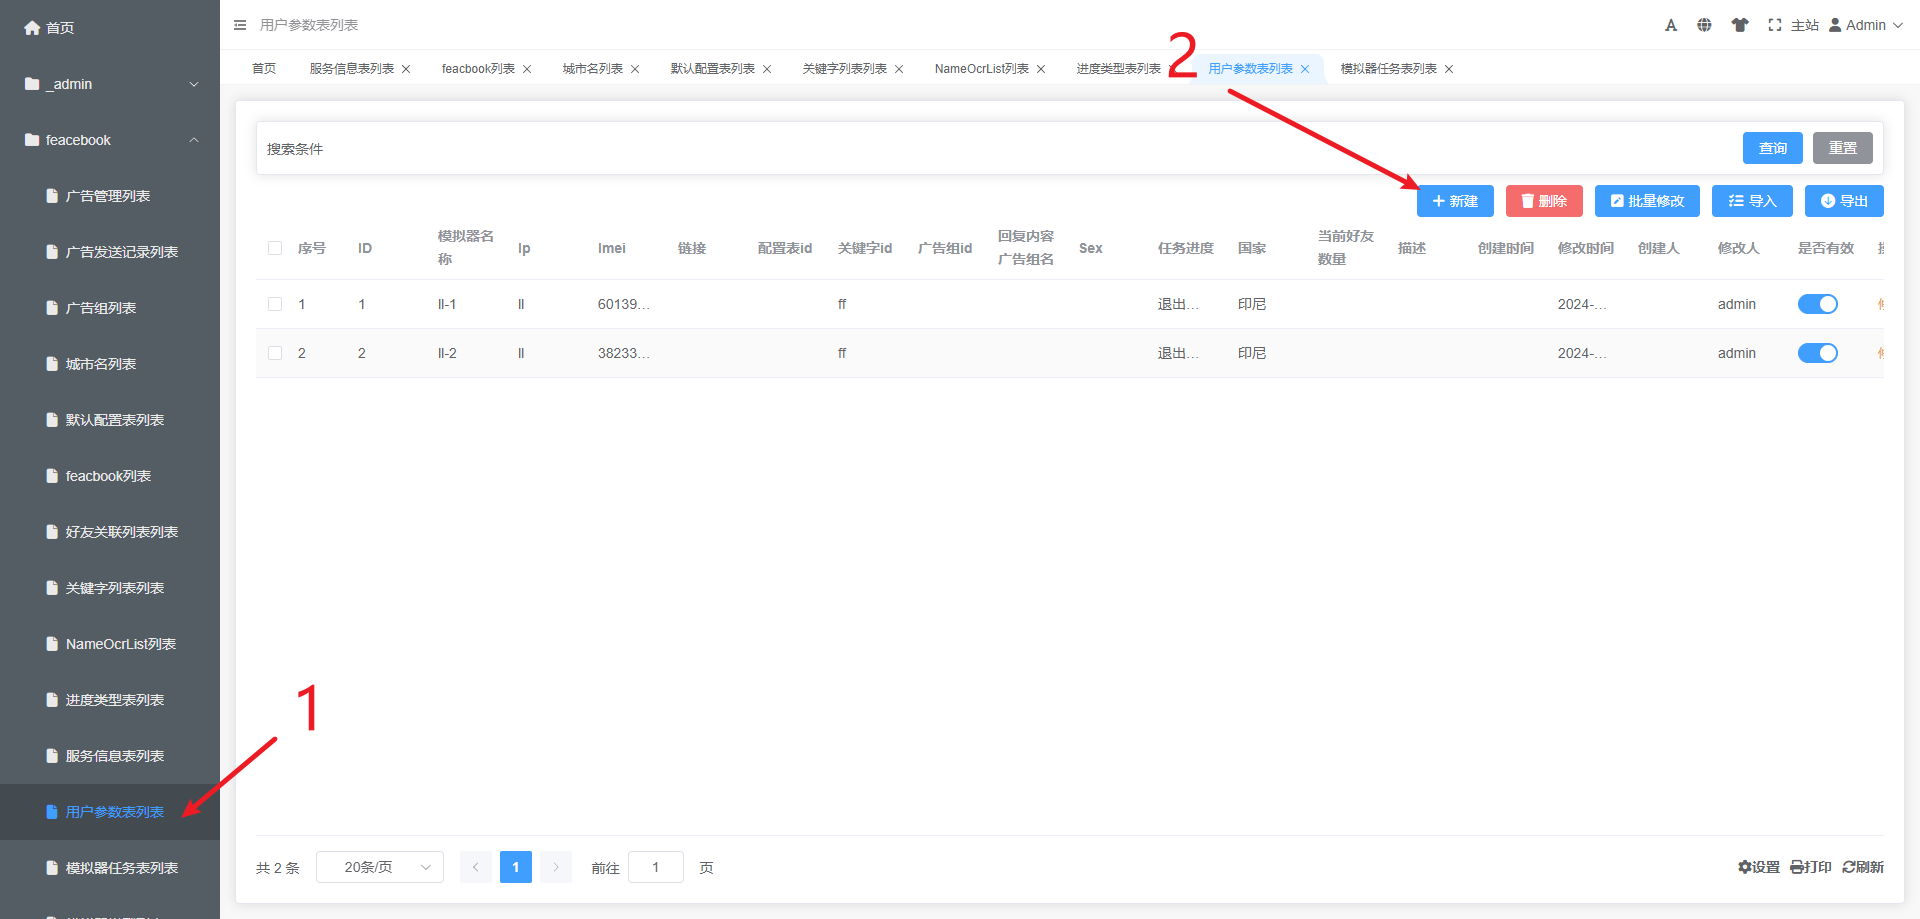 首页
_admin
feacebook
广告管理列表
广告发送记录列表
广告组列表
城市名列表
默认配置表列表
feacbook列表
好友关联列表列表
关键字列表列表
NameOcrList列表
进度类型表列表
服务信息表列表
用户参数表列表
模拟器任务表列表
用户参数表列表
主站
Admin
首页
服务信息表列表
feacbook列表
城市名列表
默认配置表列表
关键字列表列表
NameOcrList列表
进度类型表列表
2
用户参数表列表
模拟器任务表列表
搜索条件
查询
重置
新建
删除
批量修改
导入
导出
序号 ID 模拟器名称 Ip Imei 链接 配置表id 关键字id 广告组id 回复内容广告组名 Sex 任务进度 国家 当前好友数量 描述 创建时间 修改时间 创建人 修改人 是否有效
1 1 ll-1 ll 60139... ff 退出... 印尼 2024-... admin
2 2 ll-2 ll 38233... ff 退出... 印尼 2024-... admin
1
共 2 条 20条/页 1 前往 1 页
设置 打印 刷新